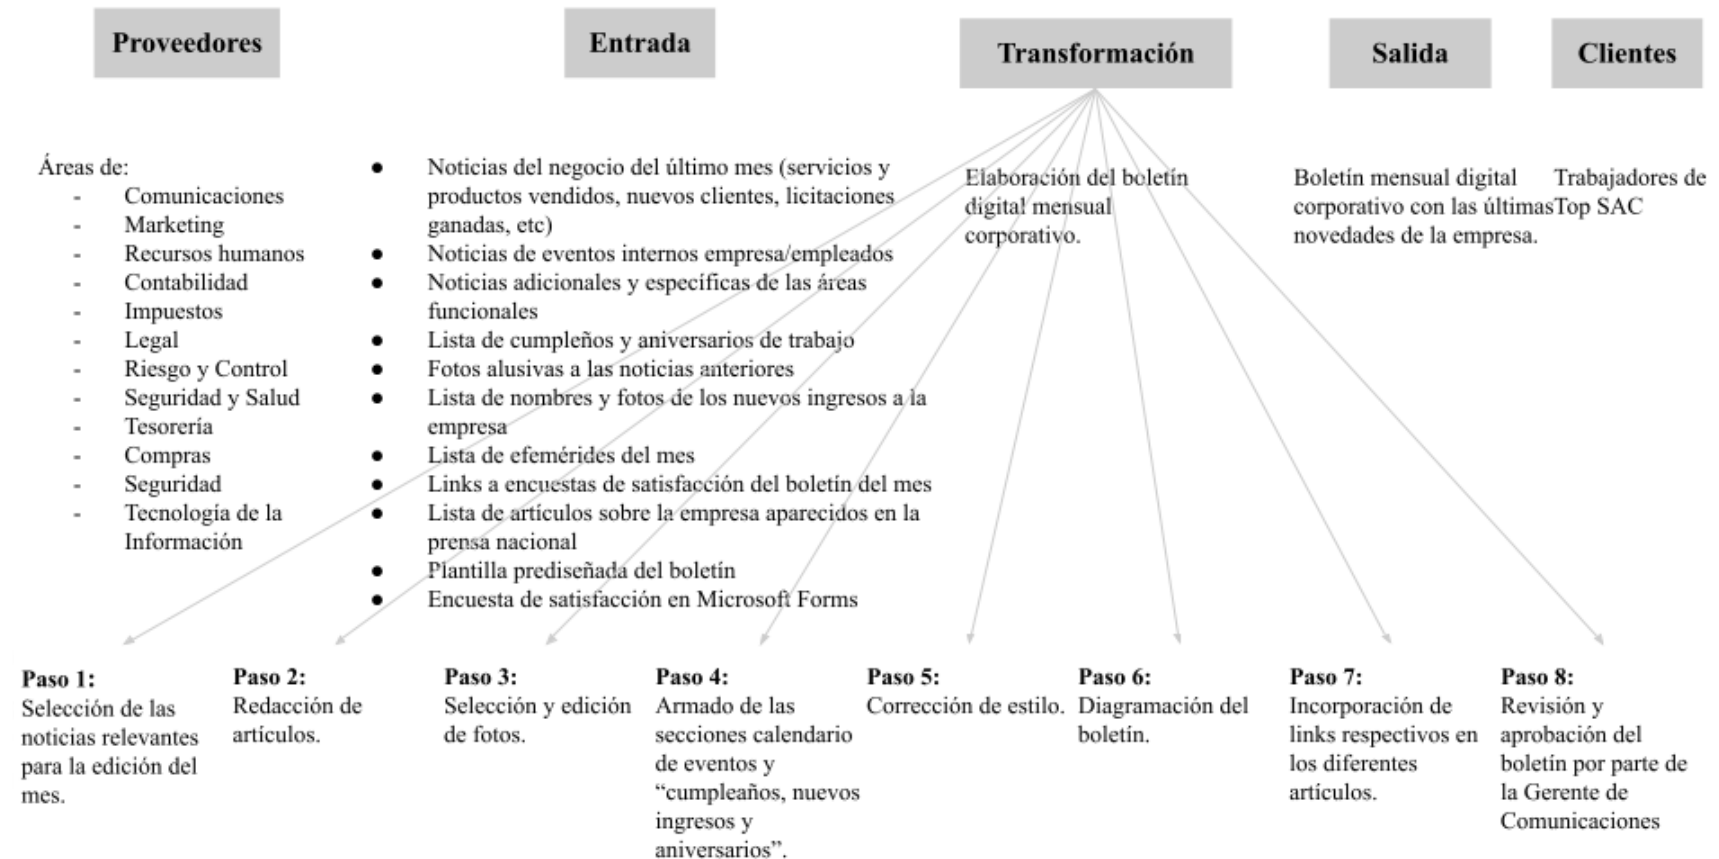 Proveedores
Entrada
Transformación
Salida
Clientes
Áreas de:
- Comunicaciones
- Marketing
- Recursos humanos
- Contabilidad
- Impuestos
- Legal
- Riesgo y Control
- Seguridad y Salud
- Tesorería
- Compras
- Seguridad
- Tecnología de la
Información
● Noticias del negocio del último mes (servicios y
productos vendidos, nuevos clientes, licitaciones
ganadas, etc)
● Noticias de eventos internos empresa/empleados
● Noticias adicionales y específicas de las áreas
funcionales
● Lista de cumpleños y aniversarios de trabajo
● Fotos alusivas a las noticias anteriores
● Lista de nombres y fotos de los nuevos ingresos a la
empresa
● Lista de efemérides del mes
● Links a encuestas de satisfacción del boletín del mes
● Lista de artículos sobre la empresa aparecidos en la
prensa nacional
● Plantilla prediseñada del boletín
● Encuesta de satisfacción en Microsoft Forms
Elaboración del boletín
digital mensual
corporativo.
Boletín mensual digital
corporativo con las últimas
novedades de la empresa.
Trabajadores de
Top SAC
Paso 1:
Selección de las
noticias relevantes
para la edición del
mes.
Paso 2:
Redacción de
artículos.
Paso 3:
Selección y edición
de fotos.
Paso 4:
Armado de las
secciones calendario
de eventos y
“cumpleaños, nuevos
ingresos y
aniversarios”.
Paso 5:
Corrección de estilo.
Paso 6:
Diagramación del
boletín.
Paso 7:
Incorporación de
links respectivos en
los diferentes
artículos.
Paso 8:
Revisión y
aprobación del
boletín por parte de
la Gerente de
Comunicaciones